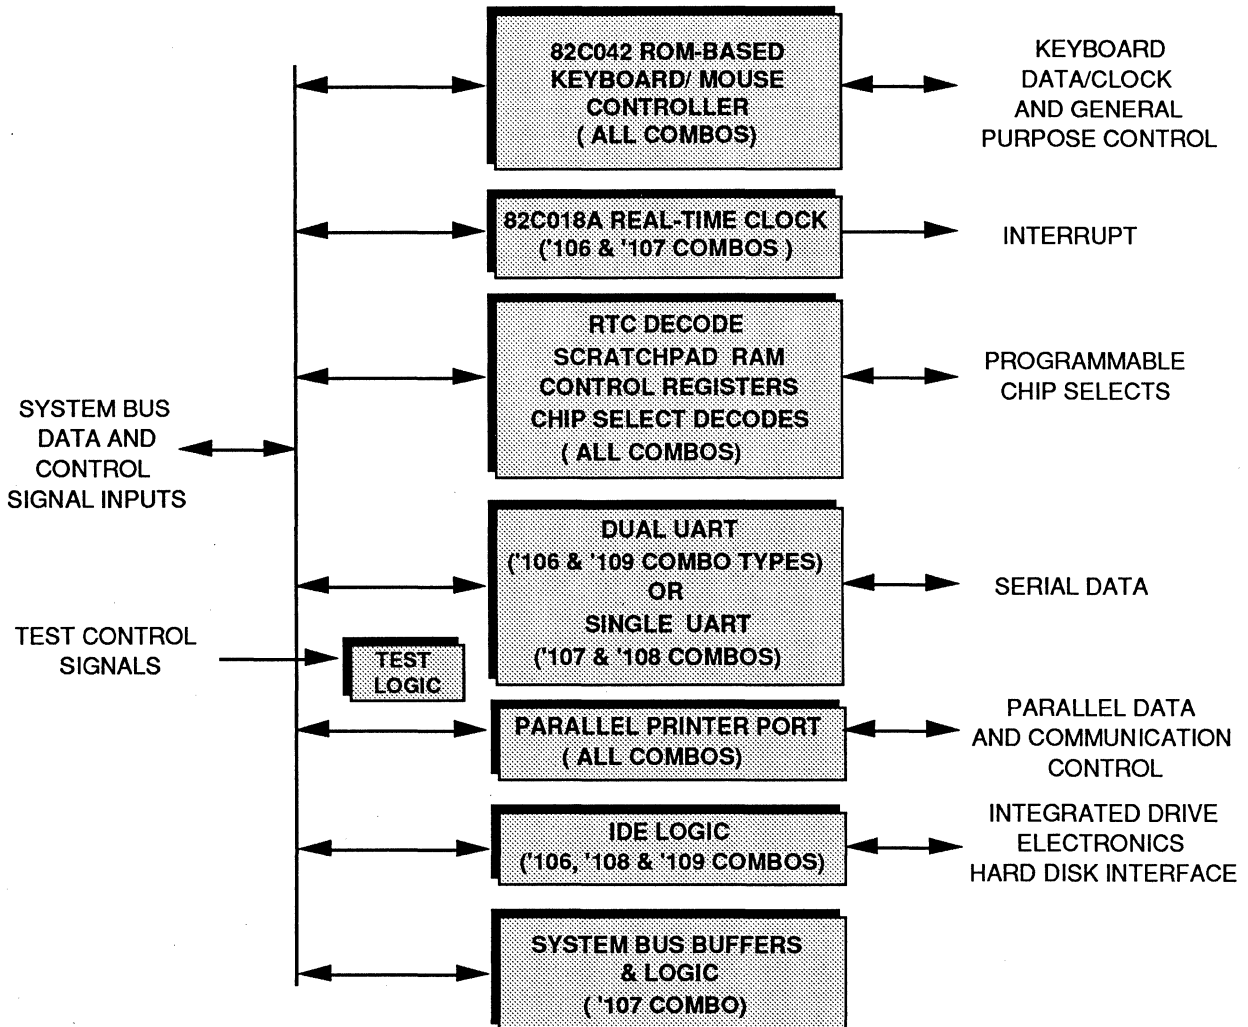 82C042 ROM-BASED
KEYBOARD/ MOUSE
CONTROLLER
( ALL COMBOS)
KEYBOARD
DATA/CLOCK
AND GENERAL
PURPOSE CONTROL
82C018A REAL-TIME CLOCK
('106 & '107 COMBOS )
INTERRUPT
RTC DECODE
SCRATCHPAD RAM
CONTROL REGISTERS
CHIP SELECT DECODES
( ALL COMBOS)
PROGRAMMABLE
CHIP SELECTS
SYSTEM BUS
DATA AND
CONTROL
SIGNAL INPUTS
DUAL UART
('106 & '109 COMBO TYPES)
OR
SINGLE UART
('107 & '108 COMBOS)
SERIAL DATA
TEST CONTROL
SIGNALS
TEST
LOGIC
PARALLEL PRINTER PORT
( ALL COMBOS)
PARALLEL DATA
AND COMMUNICATION
CONTROL
IDE LOGIC
('106, '108 & '109 COMBOS)
INTEGRATED DRIVE
ELECTRONICS
HARD DISK INTERFACE
SYSTEM BUS BUFFERS
& LOGIC
( '107 COMBO)